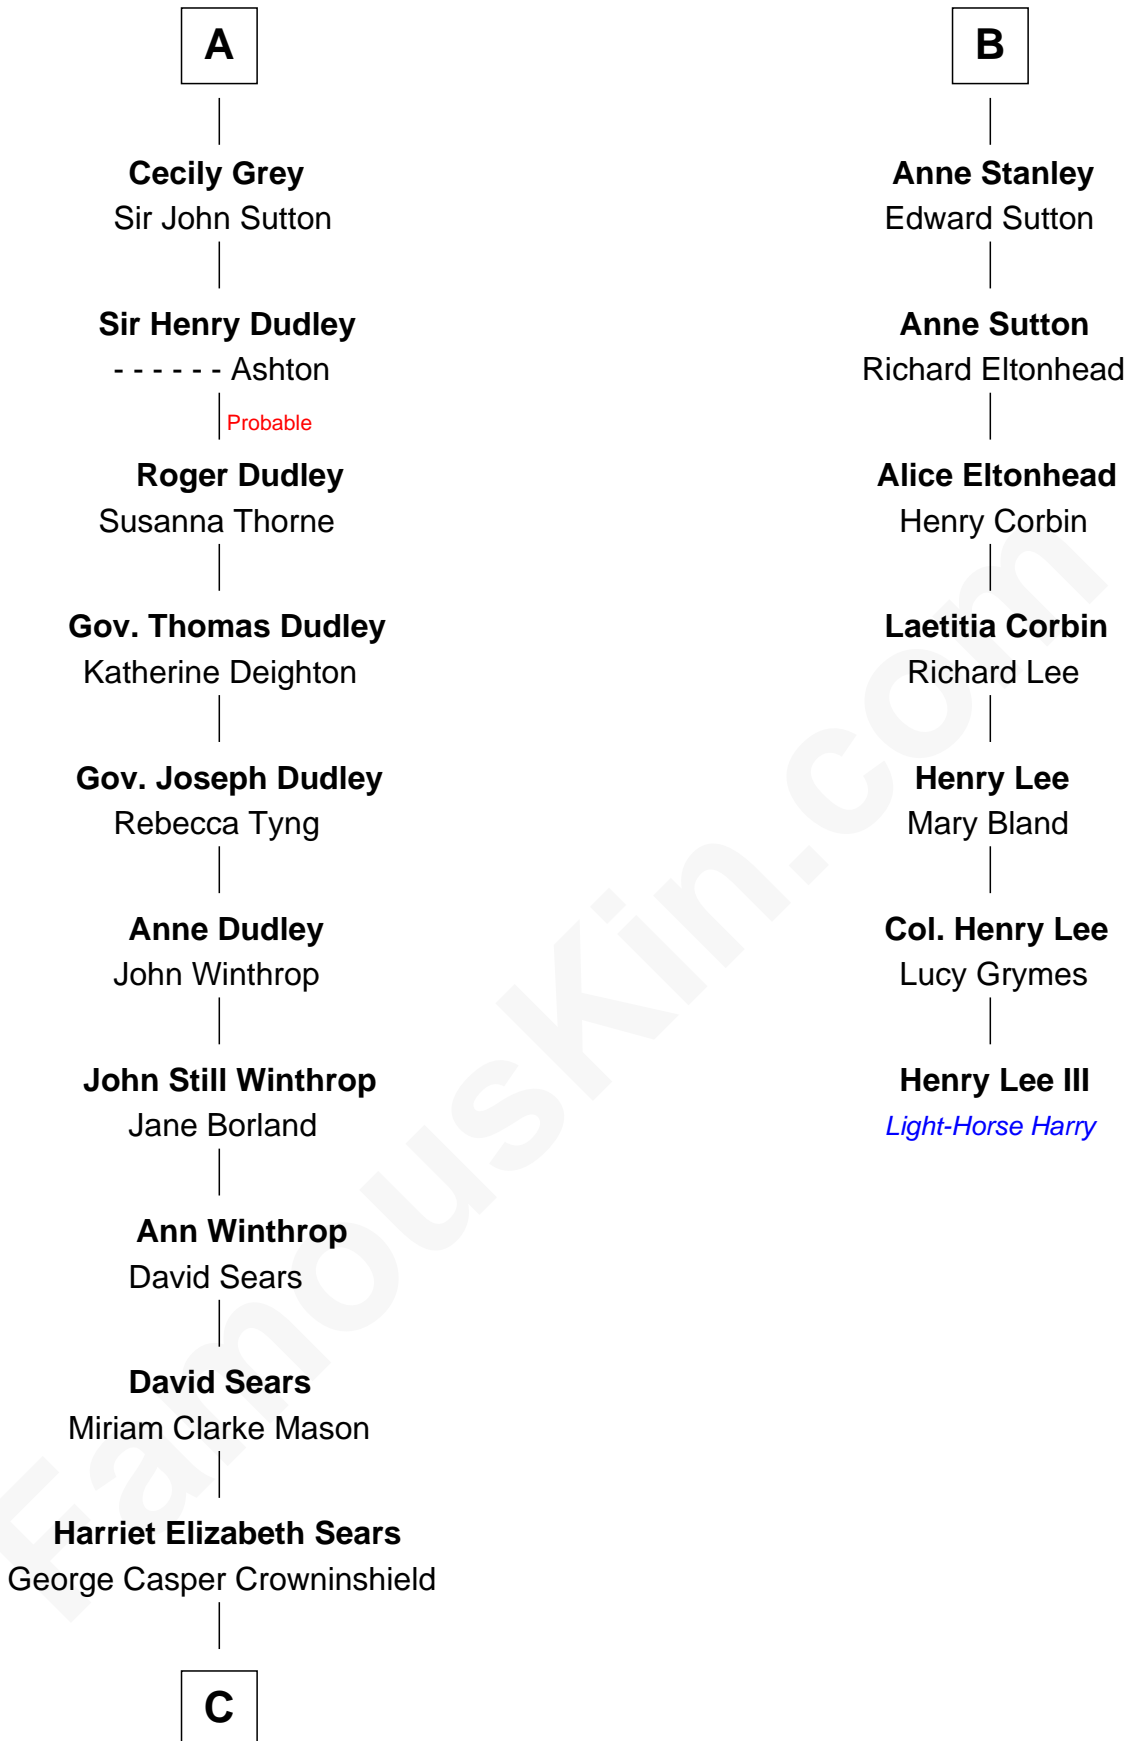 A
Cecily Grey
Sir John Sutton
Sir Henry Dudley
- - - - - - Ashton
Probable
Roger Dudley
Susanna Thorne
Gov. Thomas Dudley
Katherine Deighton
Gov. Joseph Dudley
Rebecca Tyng
Anne Dudley
John Winthrop
John Still Winthrop
Jane Borland
Ann Winthrop
David Sears
David Sears
Miriam Clarke Mason
Harriet Elizabeth Sears
George Casper Crowninshield
C
B
Anne Stanley
Edward Sutton
Anne Sutton
Richard Eltonhead
Alice Eltonhead
Henry Corbin
Laetitia Corbin
Richard Lee
Henry Lee
Mary Bland
Col. Henry Lee
Lucy Grymes
Henry Lee III
Light-Horse Harry
FamousKin.com